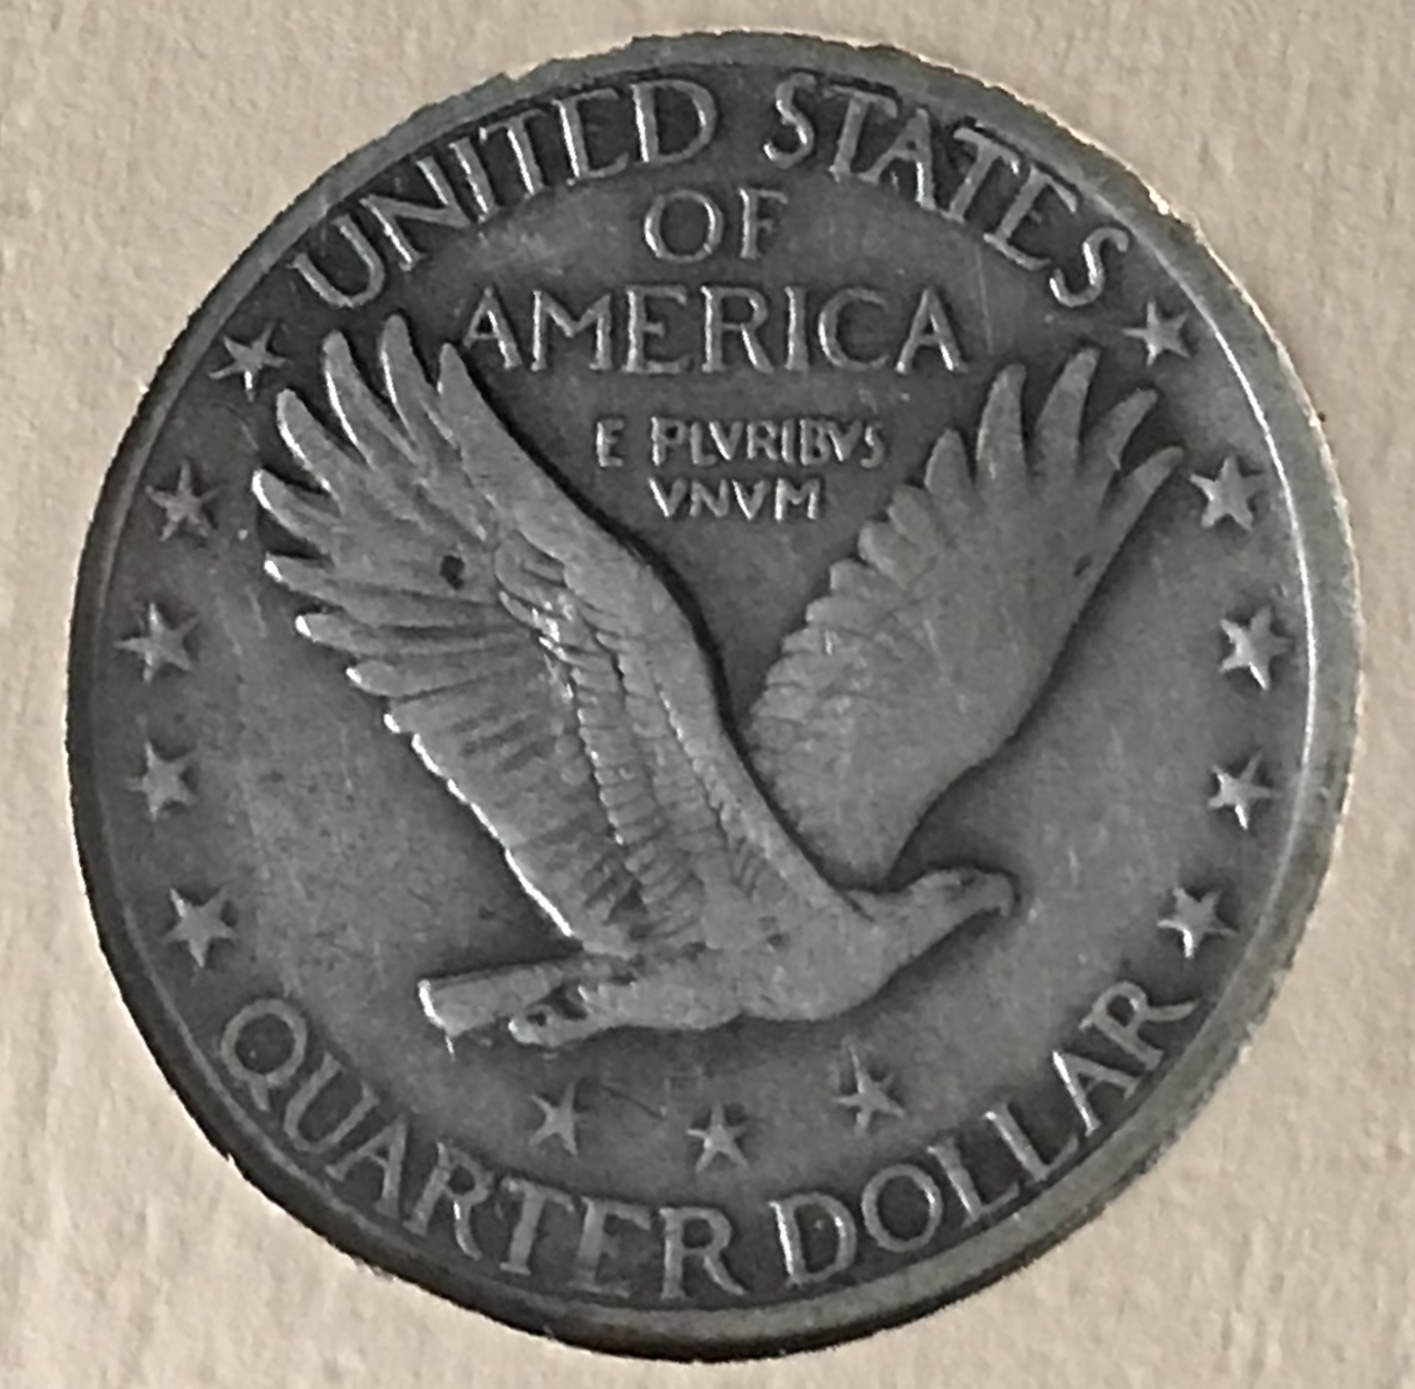 UNITED STATES
OF
AMERICA
E PLVRIBVS
VNVM
QUARTER DOLLAR